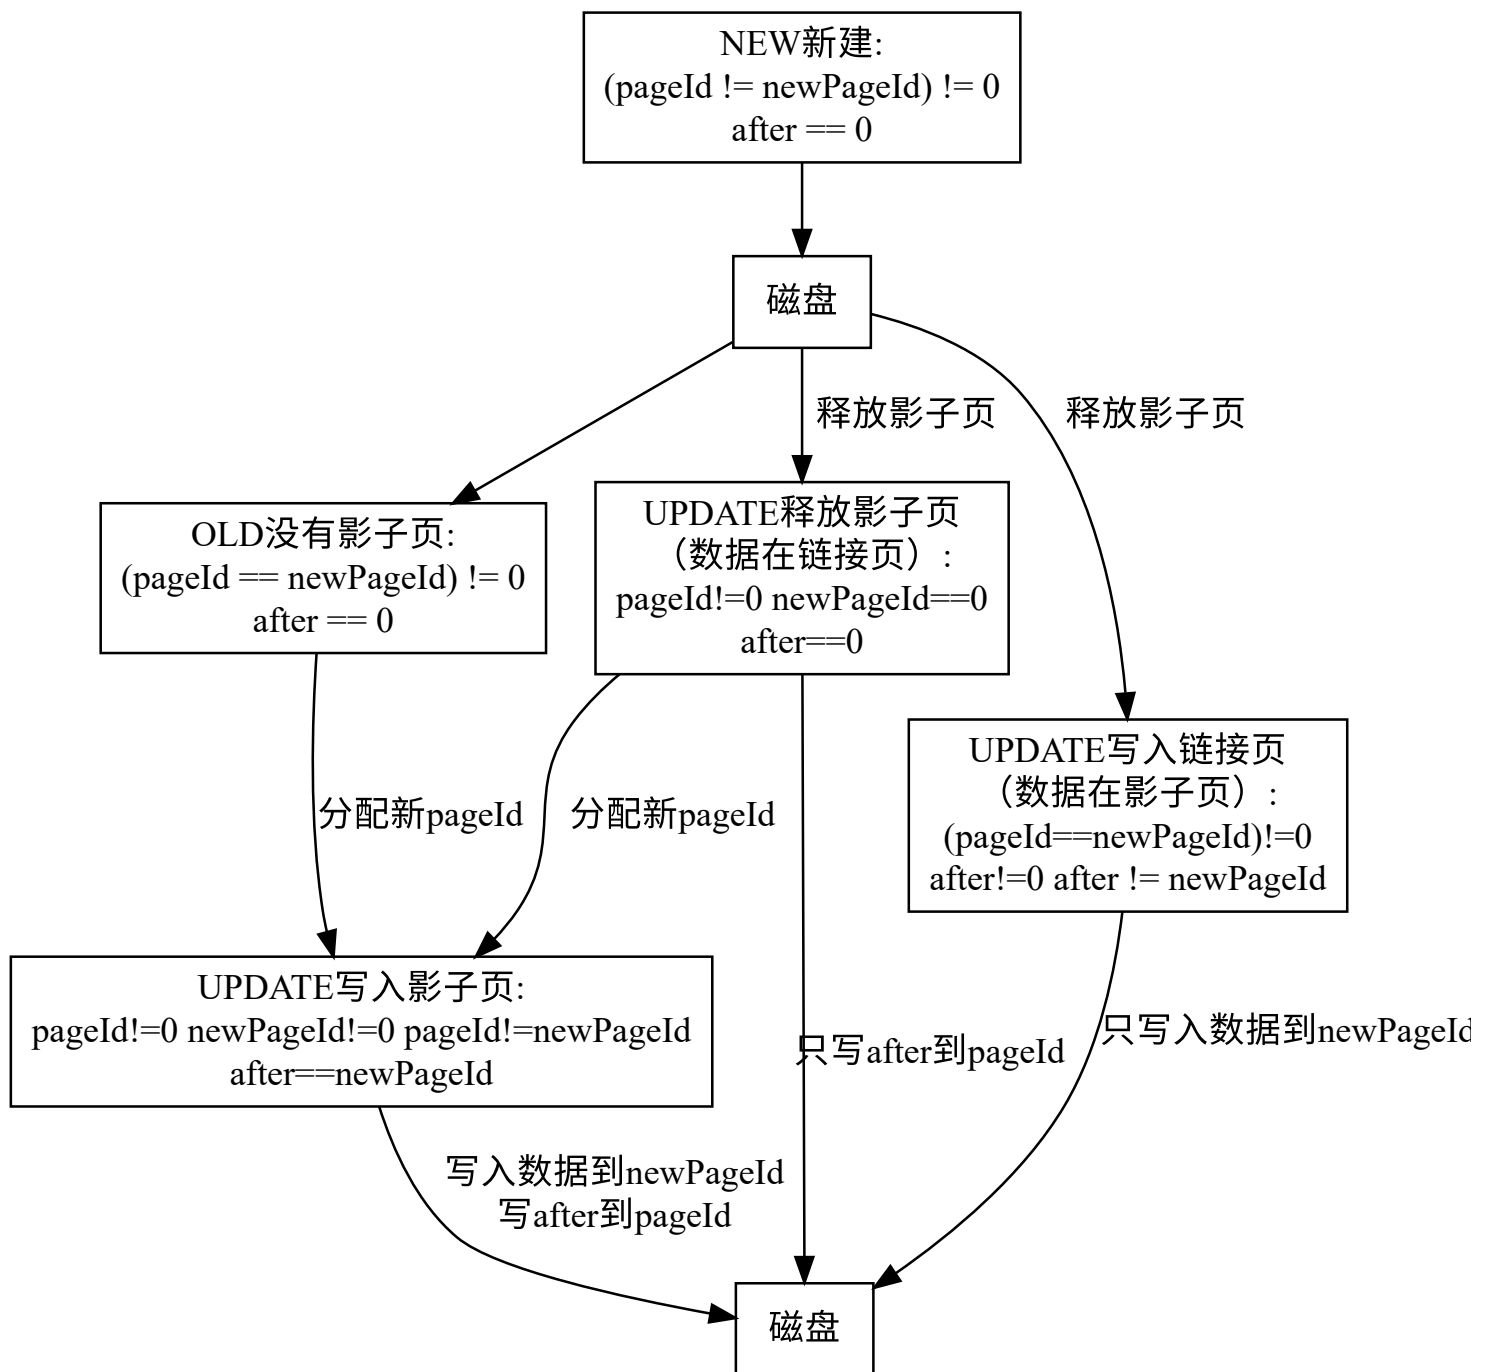 NEW新建:
(pageId != newPageId) != 0
after == 0
磁盘
释放影子页
释放影子页
OLD没有影子页:
(pageId == newPageId) != 0
after == 0
UPDATE释放影子页
（数据在链接页）:
pageId!=0 newPageId==0
after==0
UPDATE写入链接页
（数据在影子页）:
(pageId==newPageId)!=0
after!=0 after != newPageId
分配新pageId
分配新pageId
UPDATE写入影子页:
pageId!=0 newPageId!=0 pageId!=newPageId
after==newPageId
只写after到pageId
只写入数据到newPageId
写入数据到newPageId
写after到pageId
磁盘